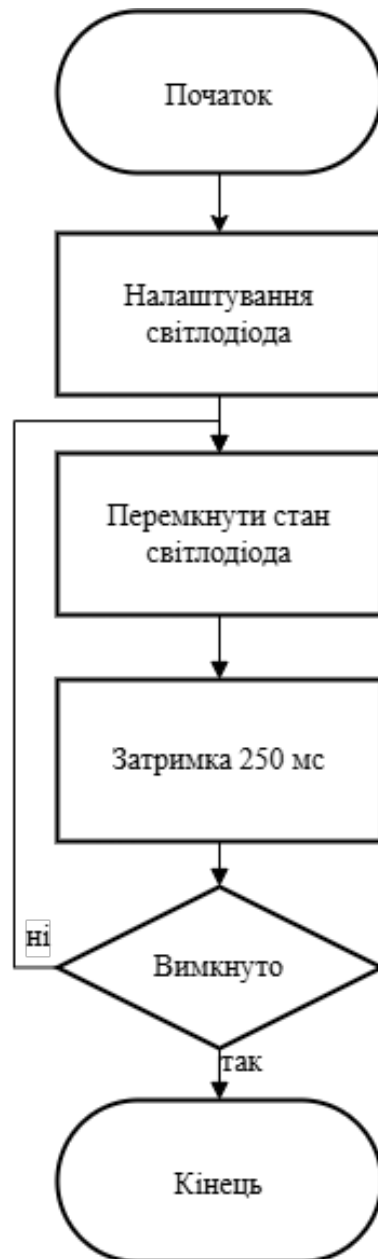 Початок
Налаштування
світлодіода
Перемкнути стан
світлодіода
Затримка 250 мс
ні
Вимкнуто
так
Кінець